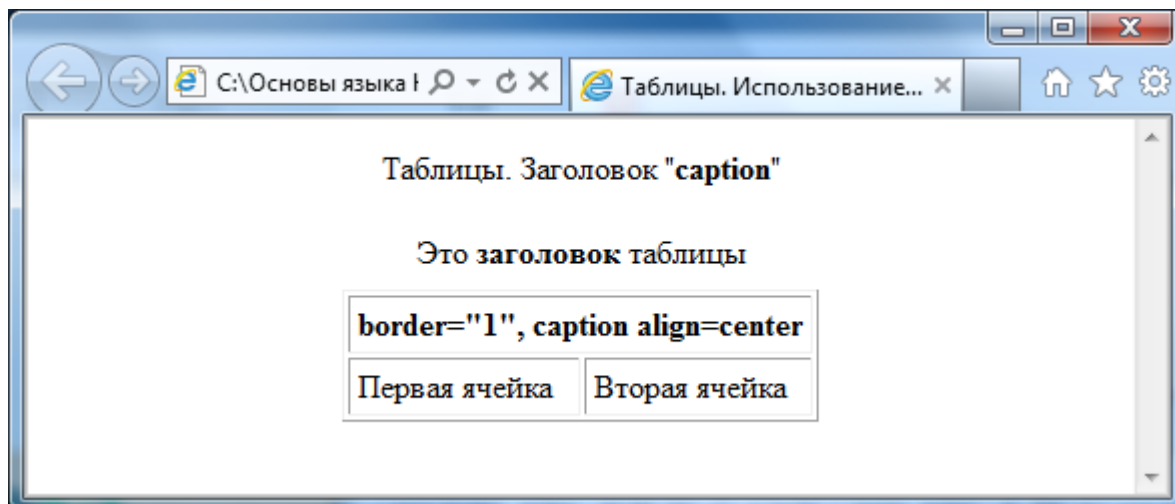 C:\Основы языка
Таблицы. Использование...
Таблицы. Заголовок "caption"
Это заголовок таблицы
border="1", caption align=center
Первая ячейка Вторая ячейка